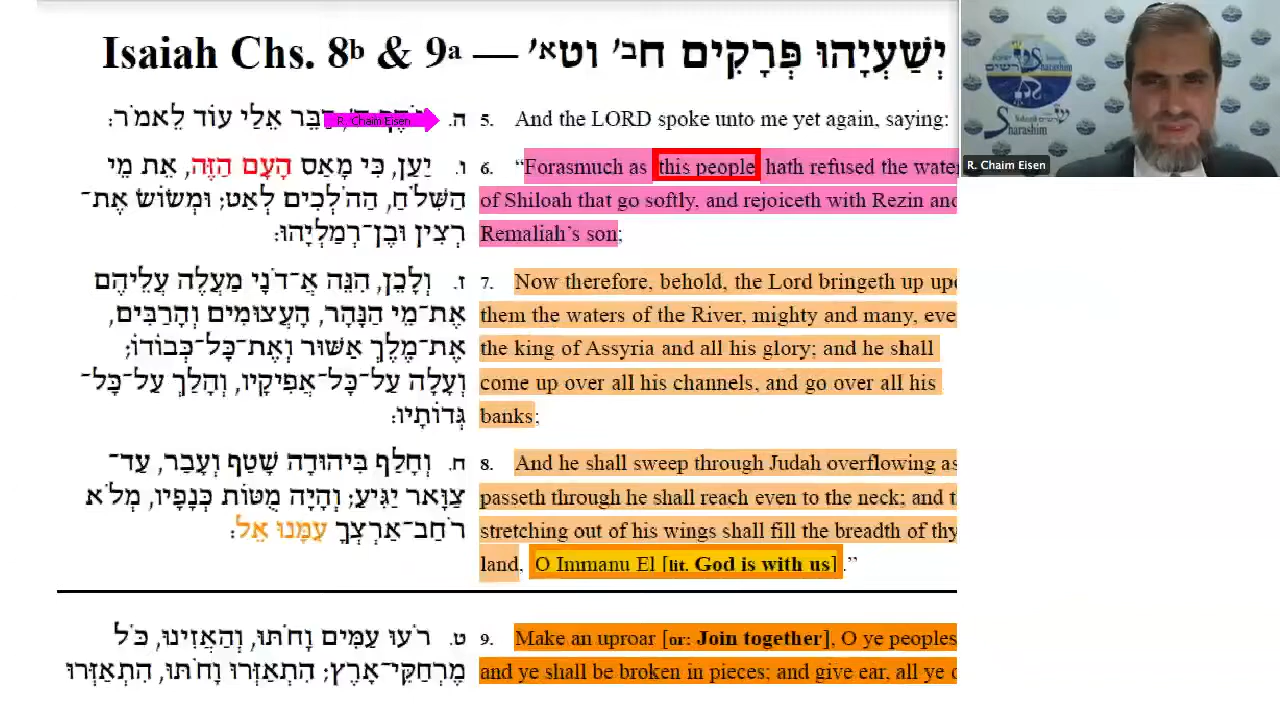 Isaiah Chs. 8ᵇ & 9ᵃ — יְשַׁעְיָהוּ פְּרָקִים חב׳ וטא׳
ה. דַּבֵּר אֵלַי עוֹד לֵאמֹר:
R. Chaim Eisen
5. And the LORD spoke unto me yet again, saying:
ו. יַעַן, כִּי מָאַס הָעָם הַזֶּה, אֵת מֵי
הַשִּׁלֹחַ, הַהֹלְכִים לְאַט; וּמְשׂוֹשׂ אֶת־
רְצִין וּבֶן־רְמַלְיָהוּ:
6. “Forasmuch as this people hath refused the
of Shiloah that go softly, and rejoiceth with Rezin
Remaliah’s son;
ז. וְלָכֵן, הִנֵּה אֲ־דֹנָי מַעֲלֶה עֲלֵיהֶם
אֶת־מֵי הַנָּהָר, הָעֲצוּמִים וְהָרַבִּים,
אֶת־מֶלֶךְ אַשּׁוּר וְאֶת־כׇּל־כְּבוֹדוֹ;
וְעָלָה עַל־כׇּל־אֲפִיקָיו, וְהָלַךְ עַל־כׇּל־
גְּדוֹתָיו:
7. Now therefore, behold, the Lord bringeth up
them the waters of the River, mighty and many,
the king of Assyria and all his glory; and he shall
come up over all his channels, and go over all his
banks;
ח. וְחָלַף בִּיהוּדָה שָׁטַף וְעָבַר, עַד־
צַוָּאר יַגִּיעַ; וְהָיָה מֻטּוֹת כְּנָפָיו, מְלֹא
רֹחַב־אַרְצְךָ עִמָּנוּ אֵל:
8. And he shall sweep through Judah overflowing as
passeth through he shall reach even to the neck; and
stretching out of his wings shall fill the breadth of thy
land, O Immanu El [lit. God is with us].”
ט. רֹעוּ עַמִּים וָחֹתּוּ, וְהַאֲזִינוּ, כֹּל
מֶרְחַקֵּי־אָרֶץ; הִתְאַזְּרוּ וָחֹתּוּ, הִתְאַזְּרוּ
9. Make an uproar [or: Join together], O ye peoples
and ye shall be broken in pieces; and give ear, all ye
Sharashim
Sharashim
R. Chaim Eisen